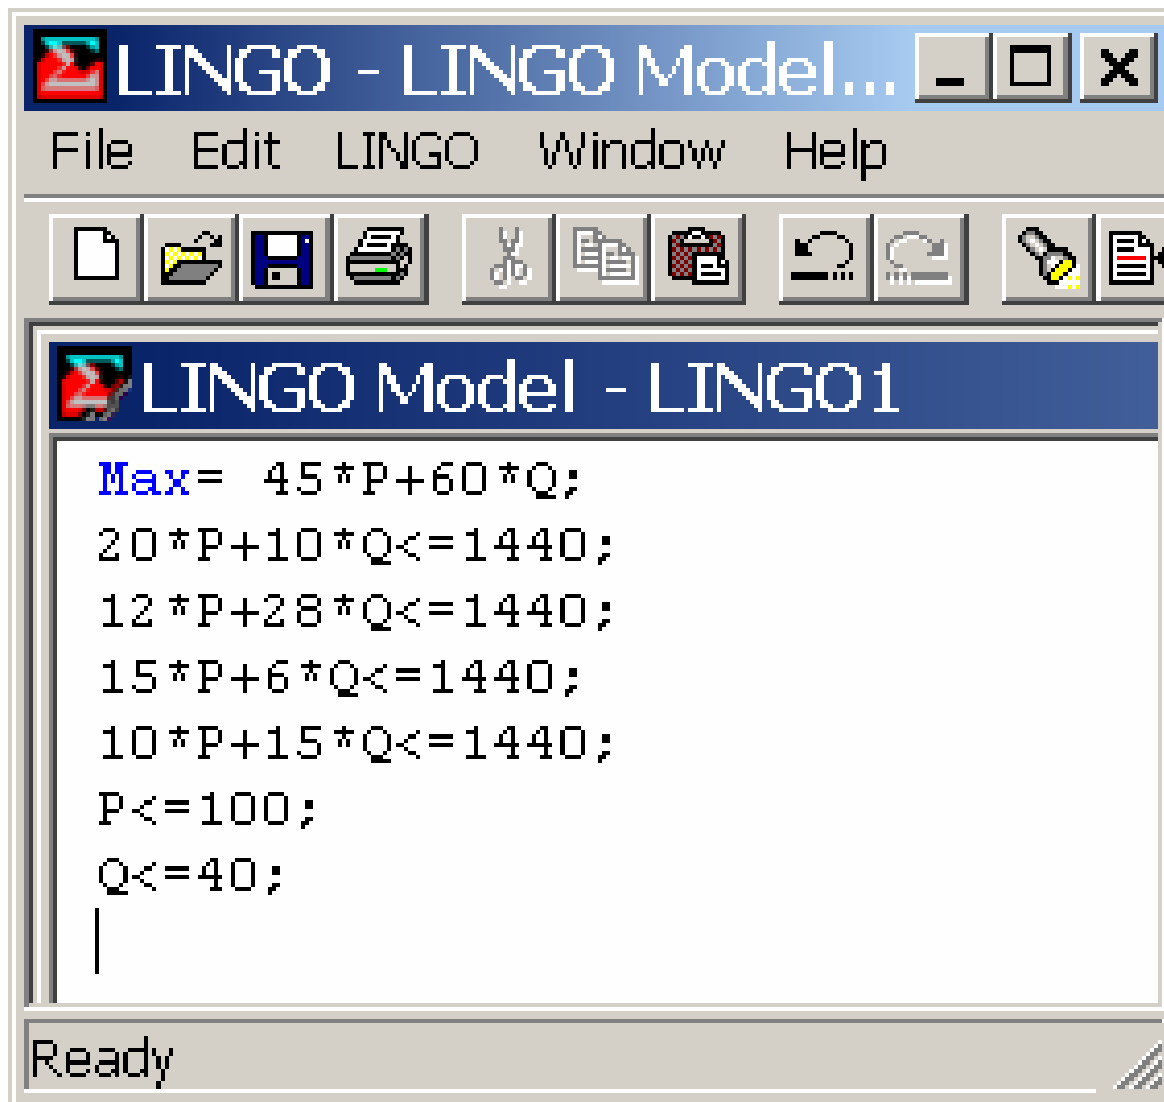 LINGO - LINGO Model...
File Edit LINGO Window Help
LINGO Model - LINGO1
Max= 45*P+60*Q;
20*P+10*Q<=1440;
12*P+28*Q<=1440;
15*P+6*Q<=1440;
10*P+15*Q<=1440;
P<=100;
Q<=40;
Ready